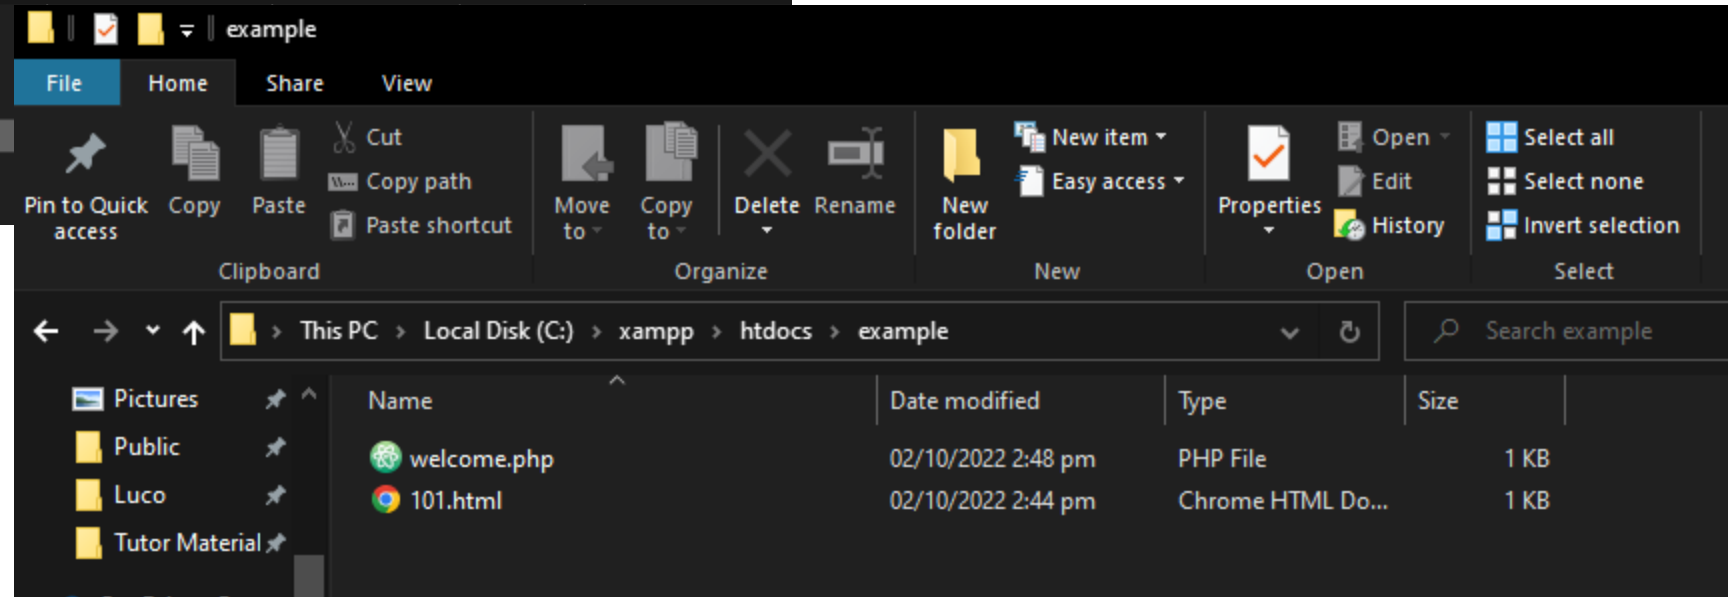 example
File Home Share View
Pin to Quick access
Copy
Paste
Cut
Copy path
Paste shortcut
Clipboard
Move to
Copy to
Delete
Rename
Organize
New folder
New item
Easy access
New
Properties
Open
Edit
History
Open
Select all
Select none
Invert selection
Select
This PC > Local Disk (C:) > xampp > htdocs > example
Search example
Pictures
Public
Luco
Tutor Material
Name Date modified Type Size
welcome.php 02/10/2022 2:48 pm PHP File 1 KB
101.html 02/10/2022 2:44 pm Chrome HTML Do... 1 KB